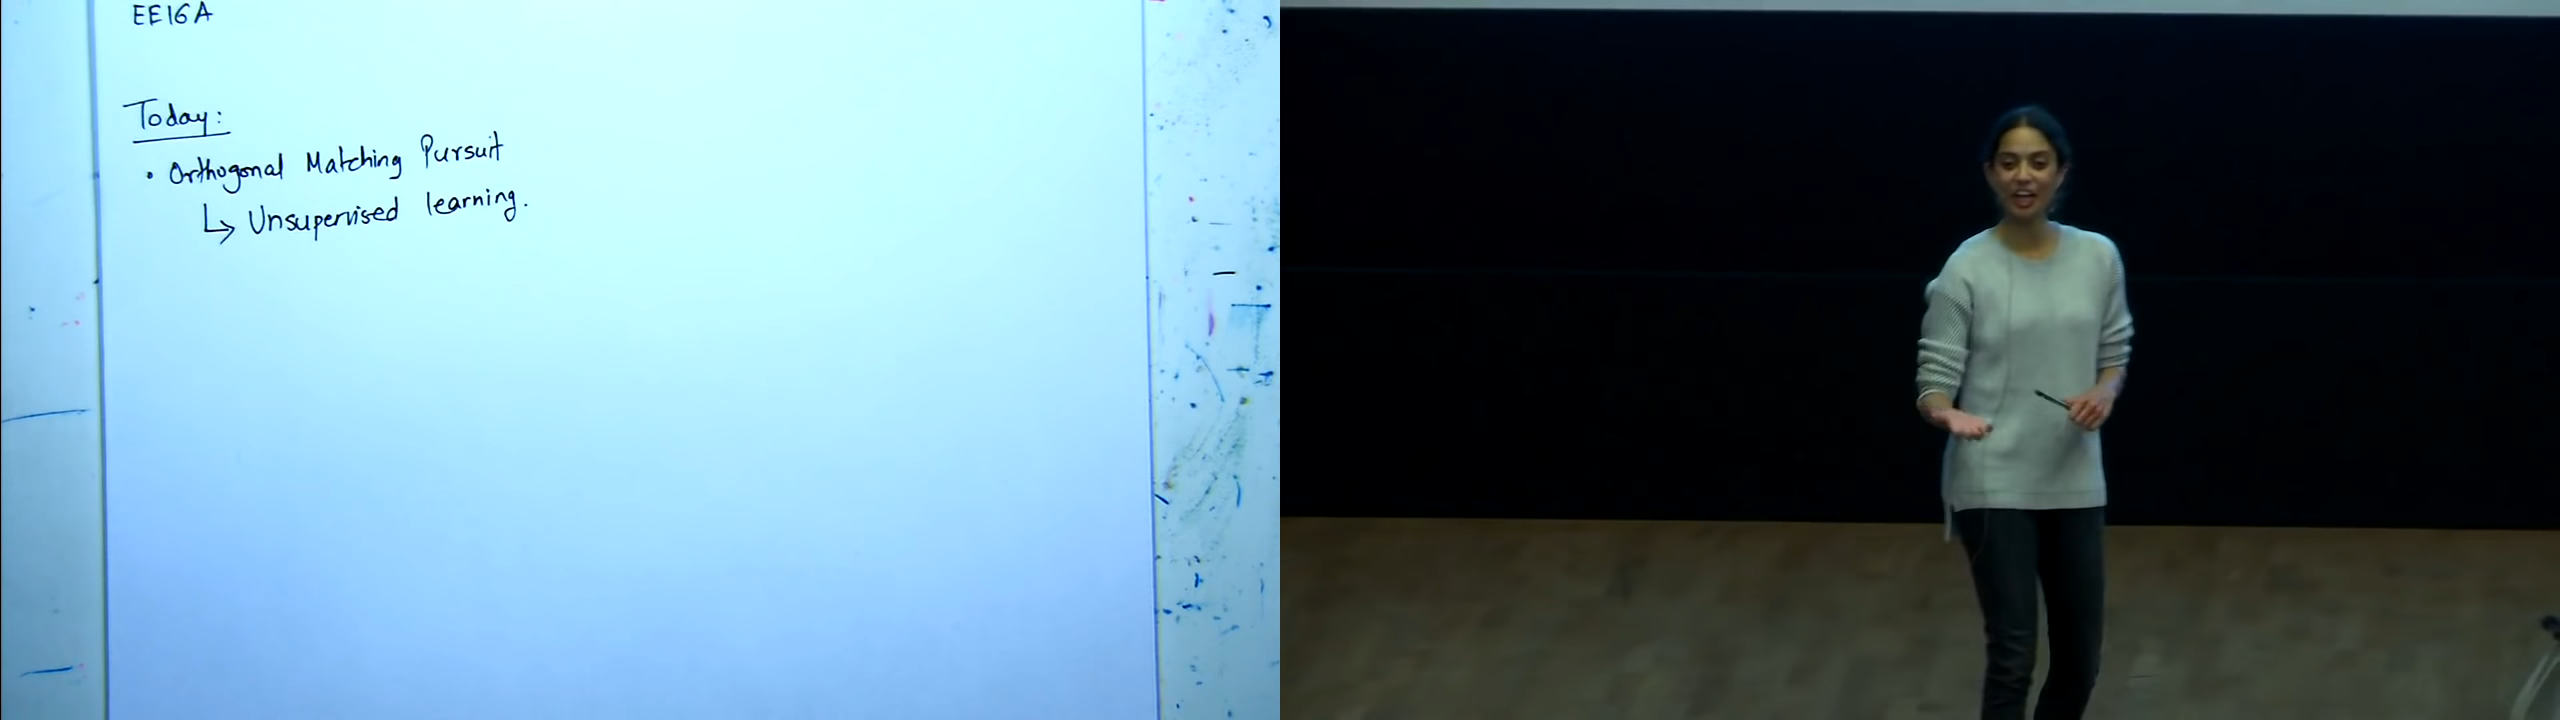 EE16A
Today:
• Orthogonal Matching Pursuit
↳ Unsupervised learning.